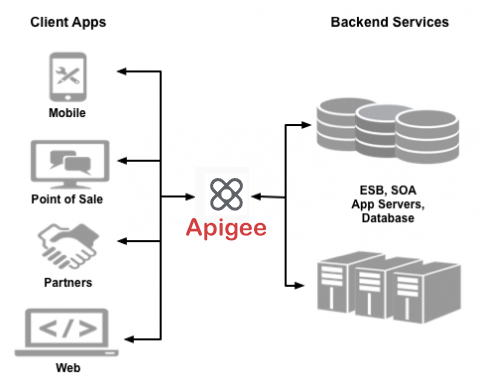 Client Apps
Backend Services
Mobile
Point of Sale
Partners
</>
Web
Apigee
ESB, SOA
App Servers,
Database